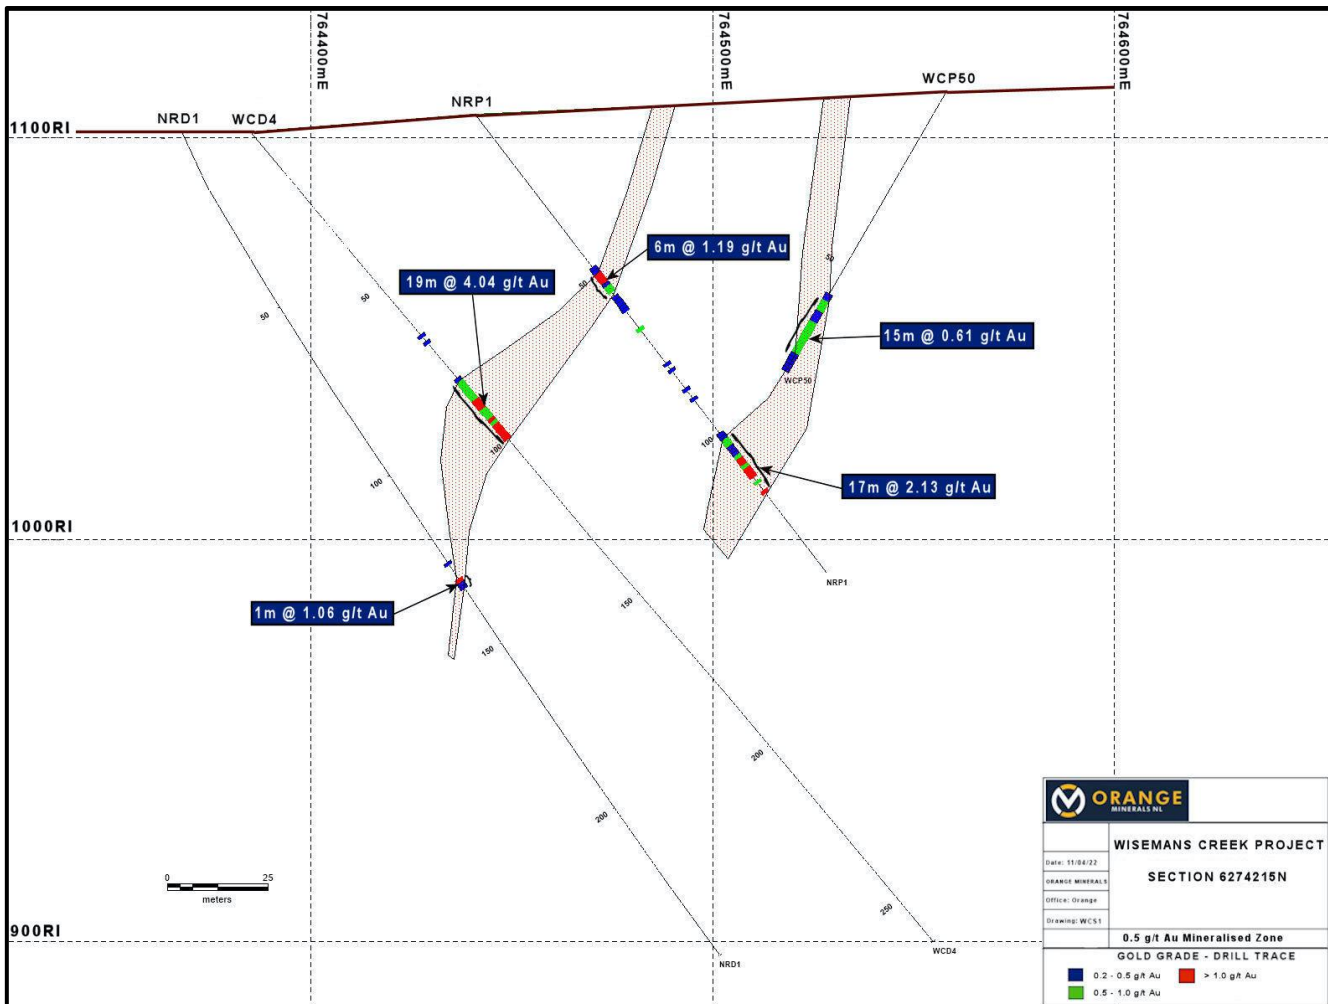 764400mE
764500mE
764600mE
WCP50
NRP1
NRD1
WCD4
1100RI
6m @ 1.19 g/t Au
50
19m @ 4.04 g/t Au
50
50
50
15m @ 0.61 g/t Au
WCP50
100
100
100
17m @ 2.13 g/t Au
1000RI
NRP1
1m @ 1.06 g/t Au
150
150
200
200
250
0 25
meters
900RI
NRD1
WCD4
ORANGE
MINERALS NL
WISEMANS CREEK PROJECT
SECTION 6274215N
Date: 11/04/22
ORANGE MINERALS
Office: Orange
Drawing: WCS1
0.5 g/t Au Mineralised Zone
GOLD GRADE - DRILL TRACE
0.2 - 0.5 g/t Au
> 1.0 g/t Au
0.5 - 1.0 g/t Au